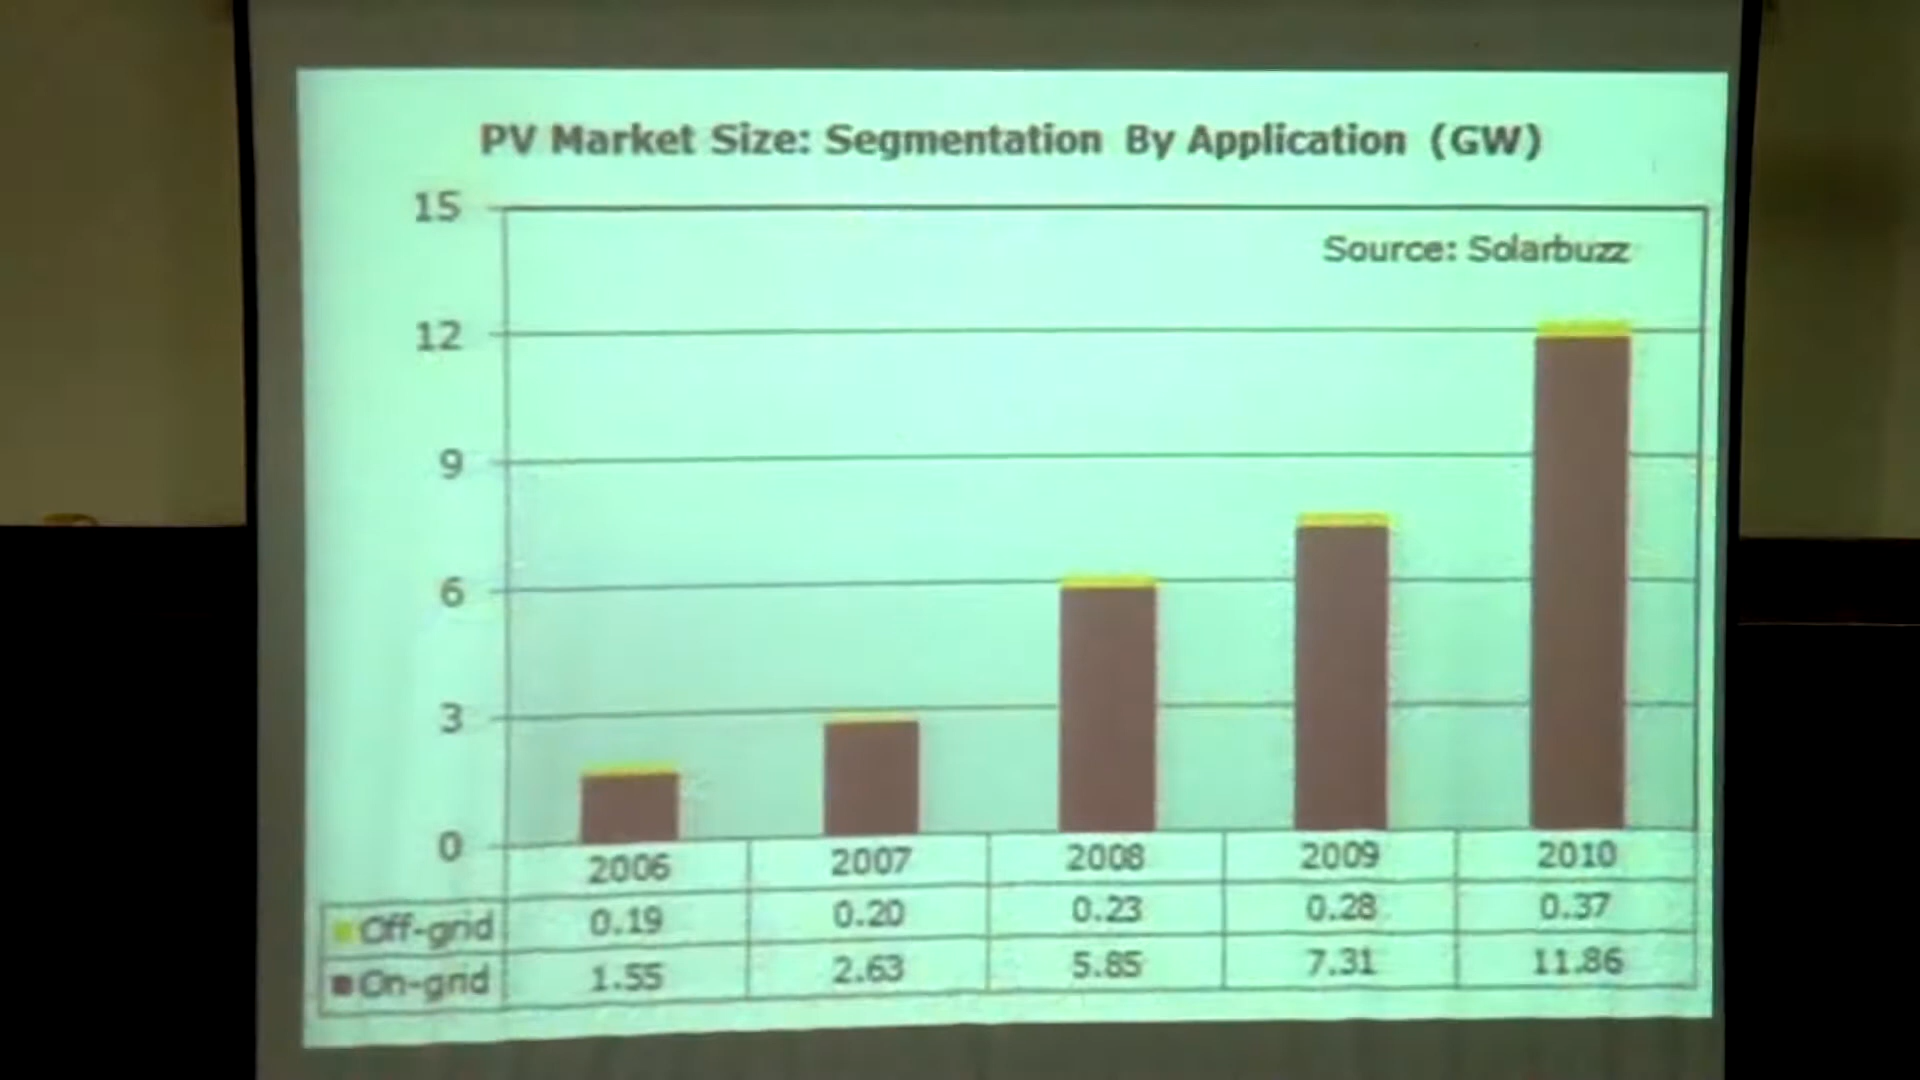 PV Market Size: Segmentation By Application (GW)
15
Source: Solarbuzz
12
9
6
3
0
2006 2007 2008 2009 2010
Off-grid 0.19 0.20 0.23 0.28 0.37
On-grid 1.55 2.63 5.85 7.31 11.86